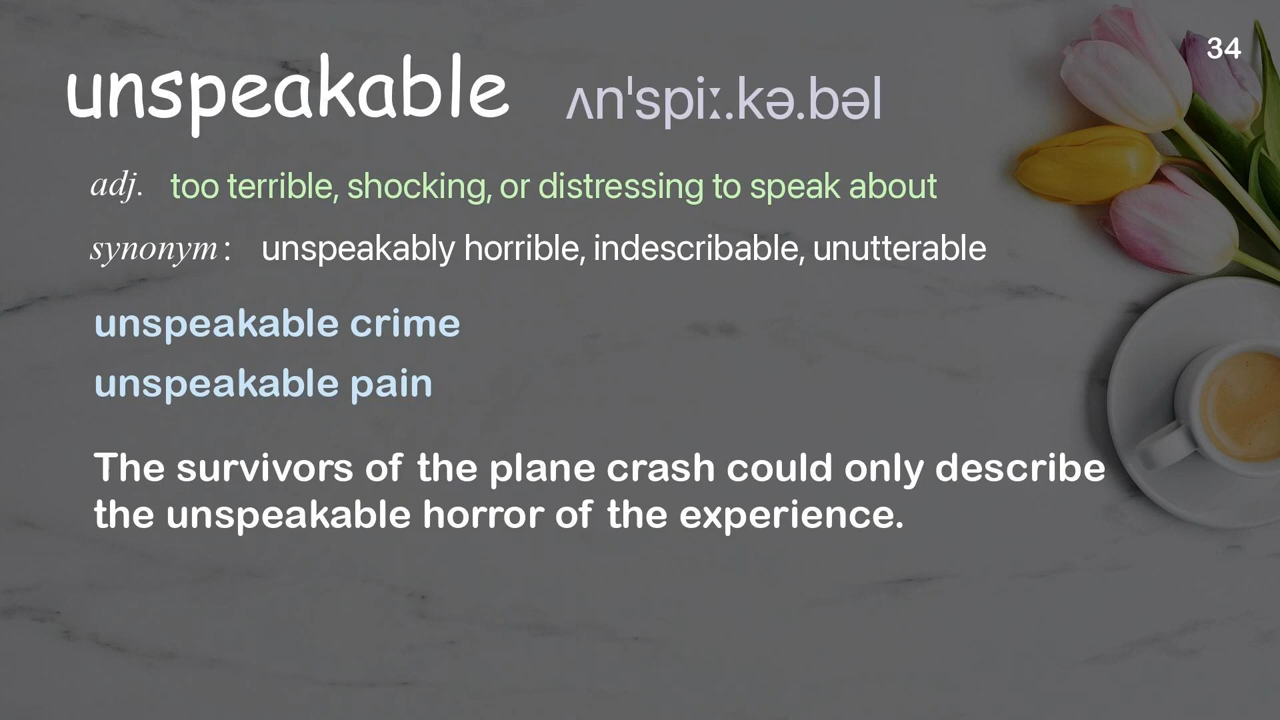 34
unspeakable ʌnˈspiː.kə.bəl
adj. too terrible, shocking, or distressing to speak about
synonym: unspeakably horrible, indescribable, unutterable
unspeakable crime
unspeakable pain
The survivors of the plane crash could only describe
the unspeakable horror of the experience.